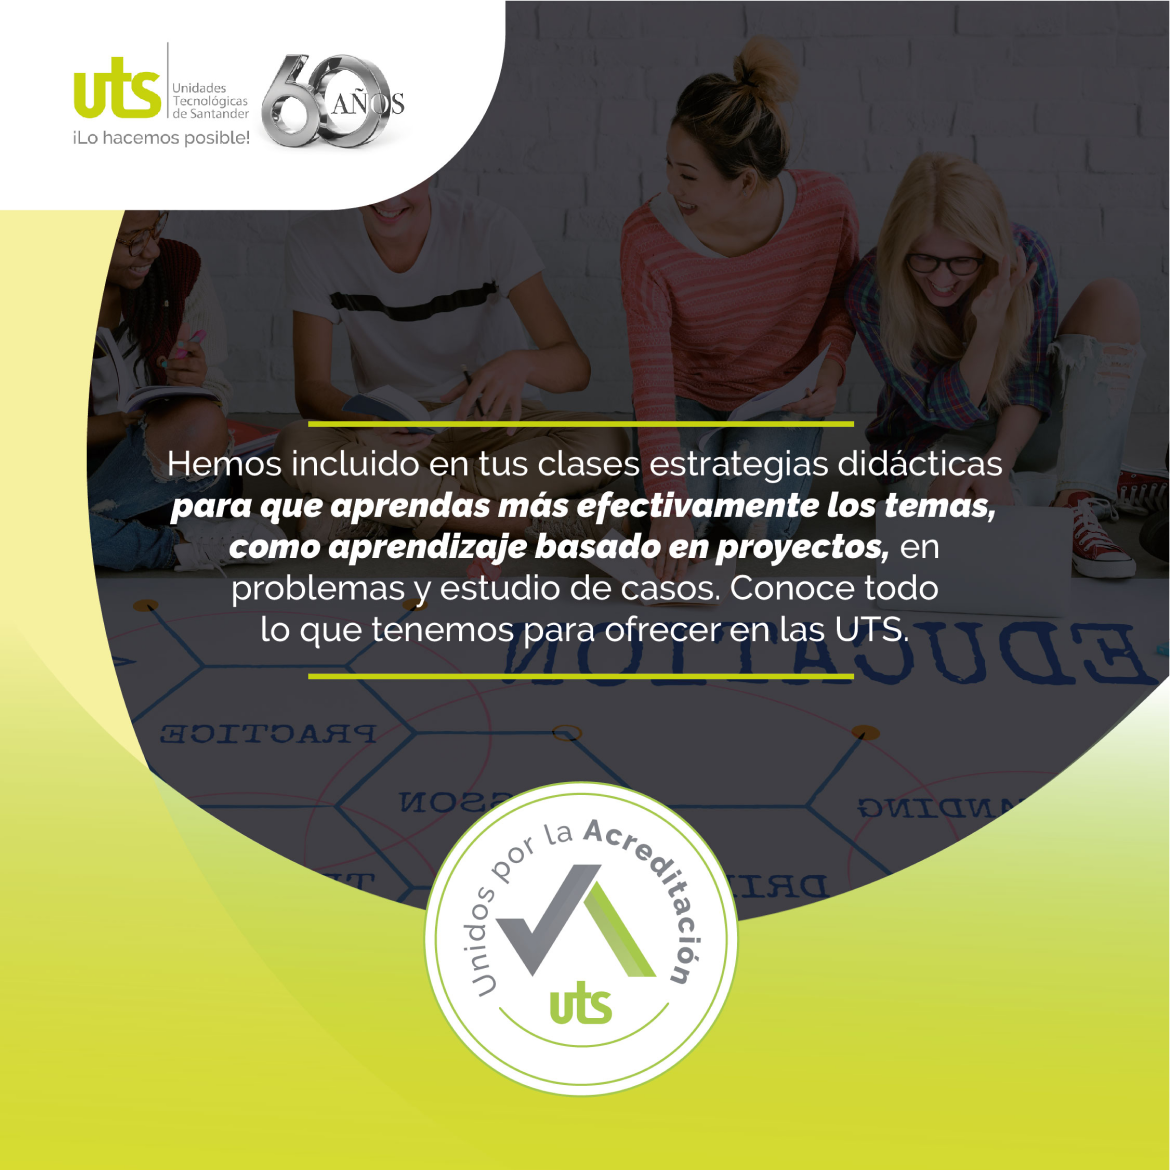 uts
Unidades
Tecnológicas
de Santander
¡Lo hacemos posible!
60 AÑOS
Hemos incluido en tus clases estrategias didácticas
para que aprendas más efectivamente los temas,
como aprendizaje basado en proyectos, en
problemas y estudio de casos. Conoce todo
lo que tenemos para ofrecer en las UTS.
EDUCATION
PRACTICE
Unidos por la Acreditación
uts